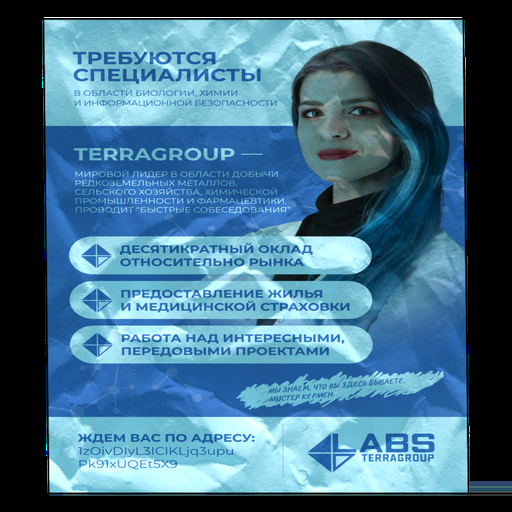 ТРЕБУЮТСЯ
СПЕЦИАЛИСТЫ
В ОБЛАСТИ БИОЛОГИИ, ХИМИИ
И ИНФОРМАЦИОННОЙ БЕЗОПАСНОСТИ
TERRAGROUP —
МИРОВОЙ ЛИДЕР В ОБЛАСТИ ДОБЫЧИ
РЕДКОЗЕМЕЛЬНЫХ МЕТАЛЛОВ,
СЕЛЬСКОГО ХОЗЯЙСТВА, ХИМИЧЕСКОЙ
ПРОМЫШЛЕННОСТИ И ФАРМАЦЕВТИКИ,
ПРОВОДИТ "БЫСТРЫЕ СОБЕСЕДОВАНИЯ"
ДЕСЯТИКРАТНЫЙ ОКЛАД
ОТНОСИТЕЛЬНО РЫНКА
ПРЕДОСТАВЛЕНИЕ ЖИЛЬЯ
И МЕДИЦИНСКОЙ СТРАХОВКИ
РАБОТА НАД ИНТЕРЕСНЫМИ,
ПЕРЕДОВЫМИ ПРОЕКТАМИ
МЫ ЗНАЕМ, ЧТО ВЫ ЗДЕСЬ БЫВАЕТЕ,
МИСТЕР КЕРМЕН.
ЖДЕМ ВАС ПО АДРЕСУ:
1zOivDIyL3IClKLjq3upu
Pk91xUQEt5X9
LABS
TERRAGROUP